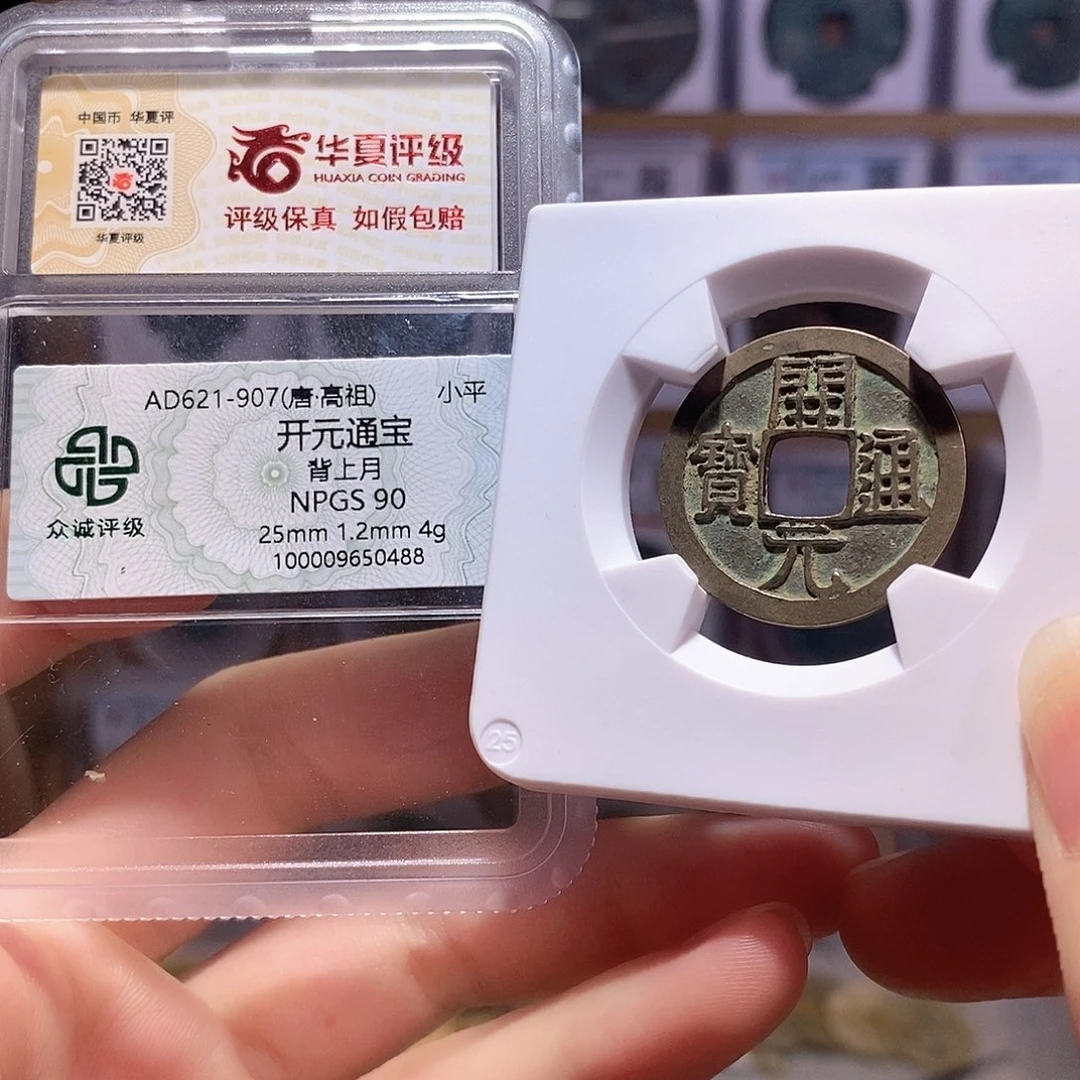 中国币 华夏评
华夏评级
HUAXIA COIN GRADING
评级保真 如假包赔
华夏评级
AD621-907(唐·高祖) 小平
开元通宝
背上月
NPGS 90
25mm 1.2mm 4g
100009650488
众诚评级
開
寶 通
元
25